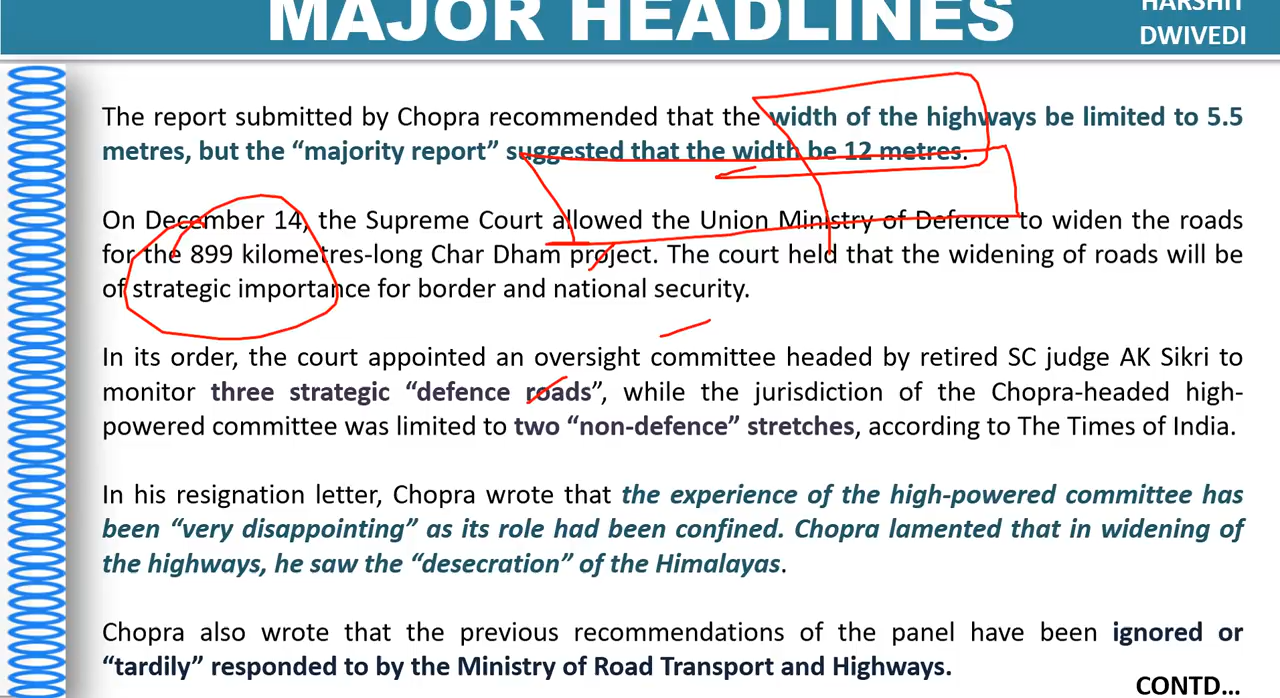 MAJOR HEADLINES
HARSHIT
DWIVEDI
The report submitted by Chopra recommended that the width of the highways be limited to 5.5
metres, but the “majority report” suggested that the width be 12 metres.
On December 14, the Supreme Court allowed the Union Ministry of Defence to widen the roads
for the 899 kilometres-long Char Dham project. The court held that the widening of roads will be
of strategic importance for border and national security.
In its order, the court appointed an oversight committee headed by retired SC judge AK Sikri to
monitor three strategic “defence roads”, while the jurisdiction of the Chopra-headed high-
powered committee was limited to two “non-defence” stretches, according to The Times of India.
In his resignation letter, Chopra wrote that the experience of the high-powered committee has
been “very disappointing” as its role had been confined. Chopra lamented that in widening of
the highways, he saw the “desecration” of the Himalayas.
Chopra also wrote that the previous recommendations of the panel have been ignored or
“tardily” responded to by the Ministry of Road Transport and Highways.
CONTD...